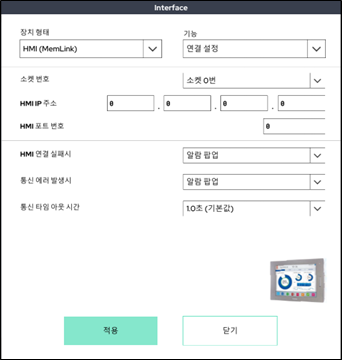 Interface
장치 형태 기능
HMI (MemLink) 연결 설정
소켓 번호 소켓 0번
HMI IP 주소 0 . 0 . 0 . 0
HMI 포트 번호 0
HMI 연결 실패시 알람 팝업
통신 에러 발생시 알람 팝업
통신 타임 아웃 시간 1.0초 (기본값)
적용 닫기